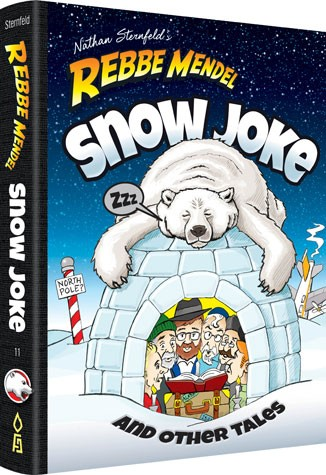 Sternfeld
REBBE MENDEL
SNOW JOKE
11
Nathan Sternfeld's
REBBE MENDEL
SNOW JOKE
ZZZ
NORTH
POLE?
AND OTHER TALES